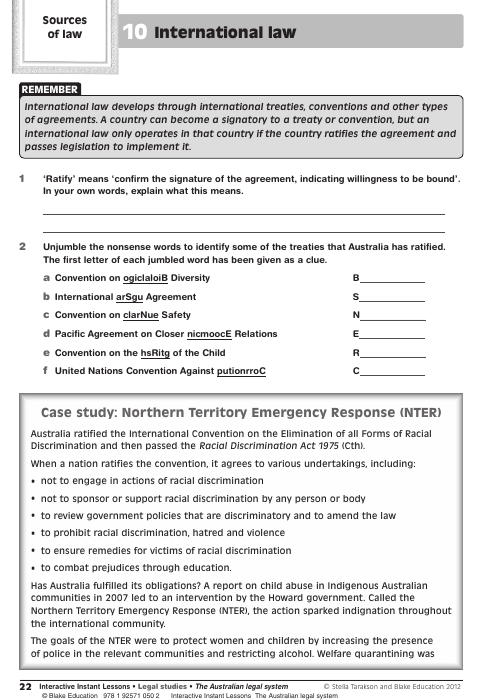 Sources
of law
10 International law
REMEMBER
International law develops through international treaties, conventions and other types
of agreements. A country can become a signatory to a treaty or convention, but an
international law only operates in that country if the country ratifies the agreement and
passes legislation to implement it.
1 ‘Ratify’ means ‘confirm the signature of the agreement, indicating willingness to be bound’.
In your own words, explain what this means.
2 Unjumble the nonsense words to identify some of the treaties that Australia has ratified.
The first letter of each jumbled word has been given as a clue.
a Convention on ogiclaloiB Diversity B
b International arSgu Agreement S
c Convention on clarNue Safety N
d Pacific Agreement on Closer nicmoocE Relations E
e Convention on the hsRitg of the Child R
f United Nations Convention Against putionrroC C
Case study: Northern Territory Emergency Response (NTER)
Australia ratified the International Convention on the Elimination of all Forms of Racial
Discrimination and then passed the Racial Discrimination Act 1975 (Cth).
When a nation ratifies the convention, it agrees to various undertakings, including:
• not to engage in actions of racial discrimination
• not to sponsor or support racial discrimination by any person or body
• to review government policies that are discriminatory and to amend the law
• to prohibit racial discrimination, hatred and violence
• to ensure remedies for victims of racial discrimination
• to combat prejudices through education.
Has Australia fulfilled its obligations? A report on child abuse in Indigenous Australian
communities in 2007 led to an intervention by the Howard government. Called the
Northern Territory Emergency Response (NTER), the action sparked indignation throughout
the international community.
The goals of the NTER were to protect women and children by increasing the presence
of police in the relevant communities and restricting alcohol. Welfare quarantining was
22 Interactive Instant Lessons • Legal studies • The Australian legal system © Stella Tarakson and Blake Education 2012
© Blake Education 978 1 92571 050 2 Interactive Instant Lessons The Australian legal system